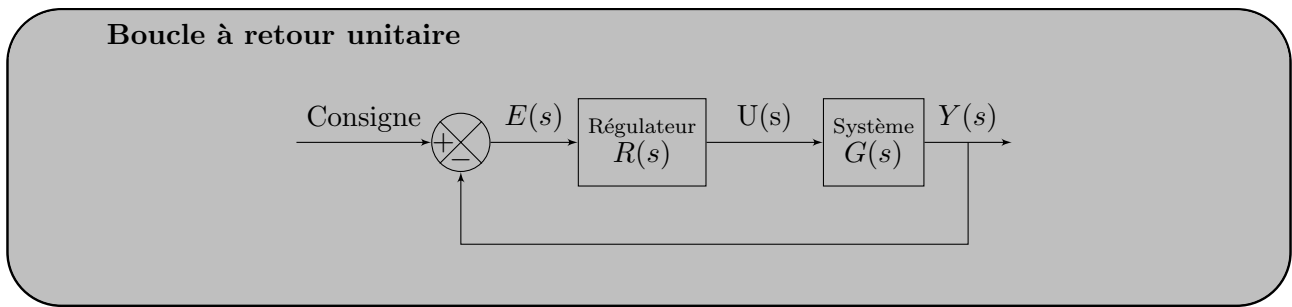 Boucle à retour unitaire
Consigne
+
−
E(s)
Régulateur
R(s)
U(s)
Système
G(s)
Y(s)